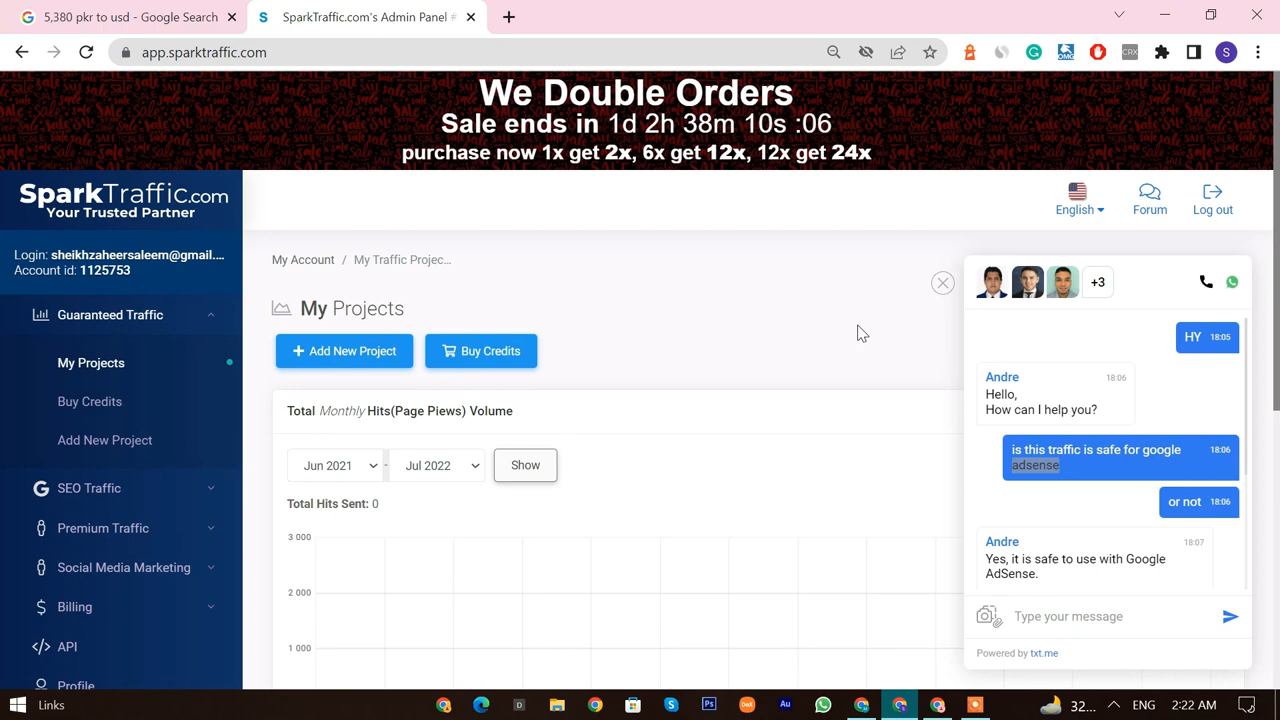 5,380 pkr to usd - Google Search
SparkTraffic.com's Admin Panel #
app.sparktraffic.com
We Double Orders
Sale ends in 1d 2h 38m 10s :06
purchase now 1x get 2x, 6x get 12x, 12x get 24x
SparkTraffic.com
Your Trusted Partner
English
Forum
Log out
Login: sheikhzaheersaleem@gmail....
Account id: 1125753
Guaranteed Traffic
My Projects
Buy Credits
Add New Project
SEO Traffic
Premium Traffic
Social Media Marketing
Billing
API
Profile
My Account / My Traffic Projec...
My Projects
Add New Project
Buy Credits
Total Monthly Hits(Page Piews) Volume
Jun 2021 - Jul 2022 Show
Total Hits Sent: 0
3 000
2 000
1 000
+3
HY 18:05
Andre 18:06
Hello,
How can I help you?
is this traffic is safe for google 18:06
adsense
or not 18:06
Andre 18:07
Yes, it is safe to use with Google
AdSense.
Type your message
Powered by txt.me
Links
32...
ENG
2:22 AM